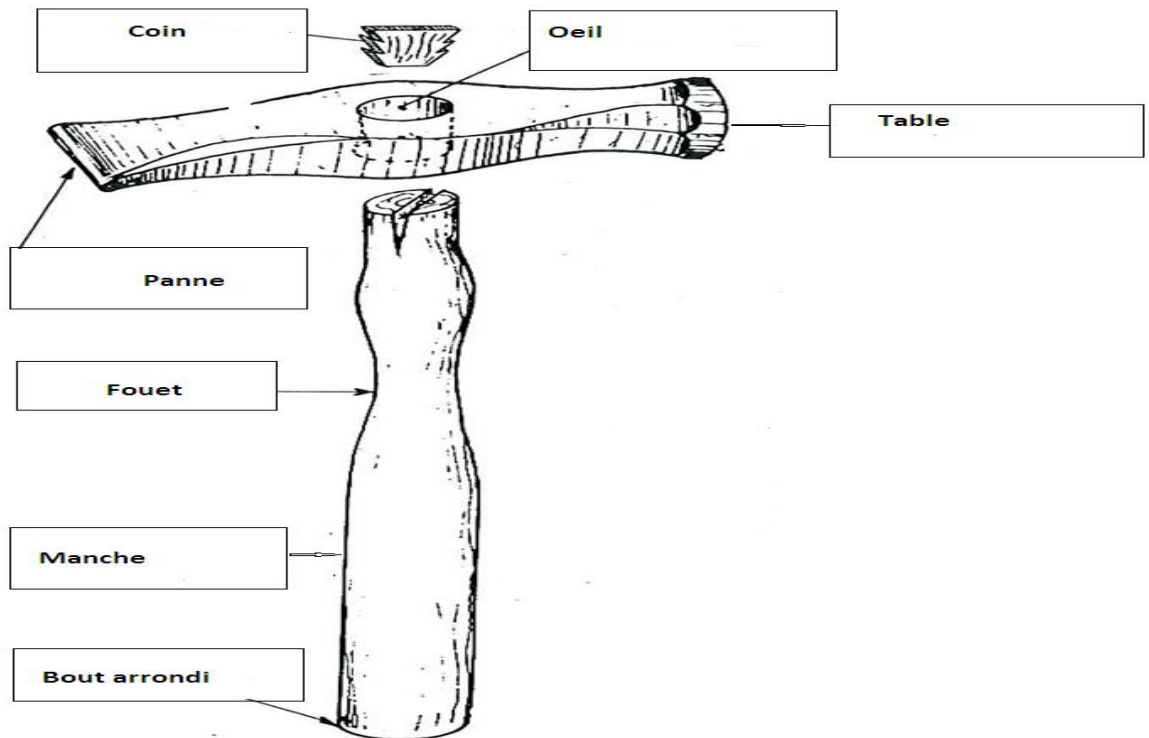 Coin
Oeil
Table
Panne
Fouet
Manche
Bout arrondi